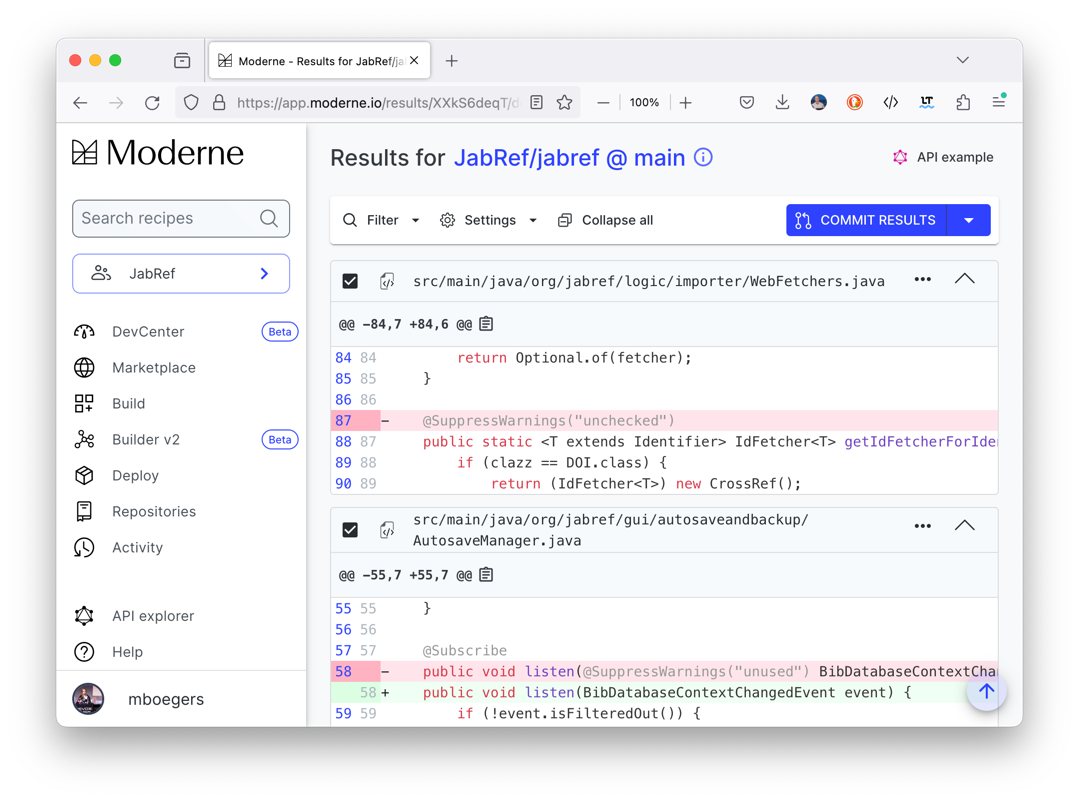 Moderne - Results for JabRef/ja
https://app.moderne.io/results/XXkS6deqT/d
100%
LT
Moderne
Search recipes
JabRef
DevCenter Beta
Marketplace
Build
Builder v2 Beta
Deploy
Repositories
Activity
API explorer
Help
mboegers
Results for JabRef/jabref @ main
API example
Filter Settings Collapse all COMMIT RESULTS
src/main/java/org/jabref/logic/importer/WebFetchers.java
@@ -84,7 +84,6 @@
84 84 return Optional.of(fetcher);
85 85 }
86 86
87 - @SuppressWarnings("unchecked")
88 87 public static <T extends Identifier> IdFetcher<T> getIdFetcherForIde
89 88 if (clazz == DOI.class) {
90 89 return (IdFetcher<T>) new CrossRef();
src/main/java/org/jabref/gui/autosaveandbackup/
AutosaveManager.java
@@ -55,7 +55,7 @@
55 55 }
56 56
57 57 @Subscribe
58 - public void listen(@SuppressWarnings("unused") BibDatabaseContextCha
58 + public void listen(BibDatabaseContextChangedEvent event) {
59 59 if (!event.isFilteredOut()) {